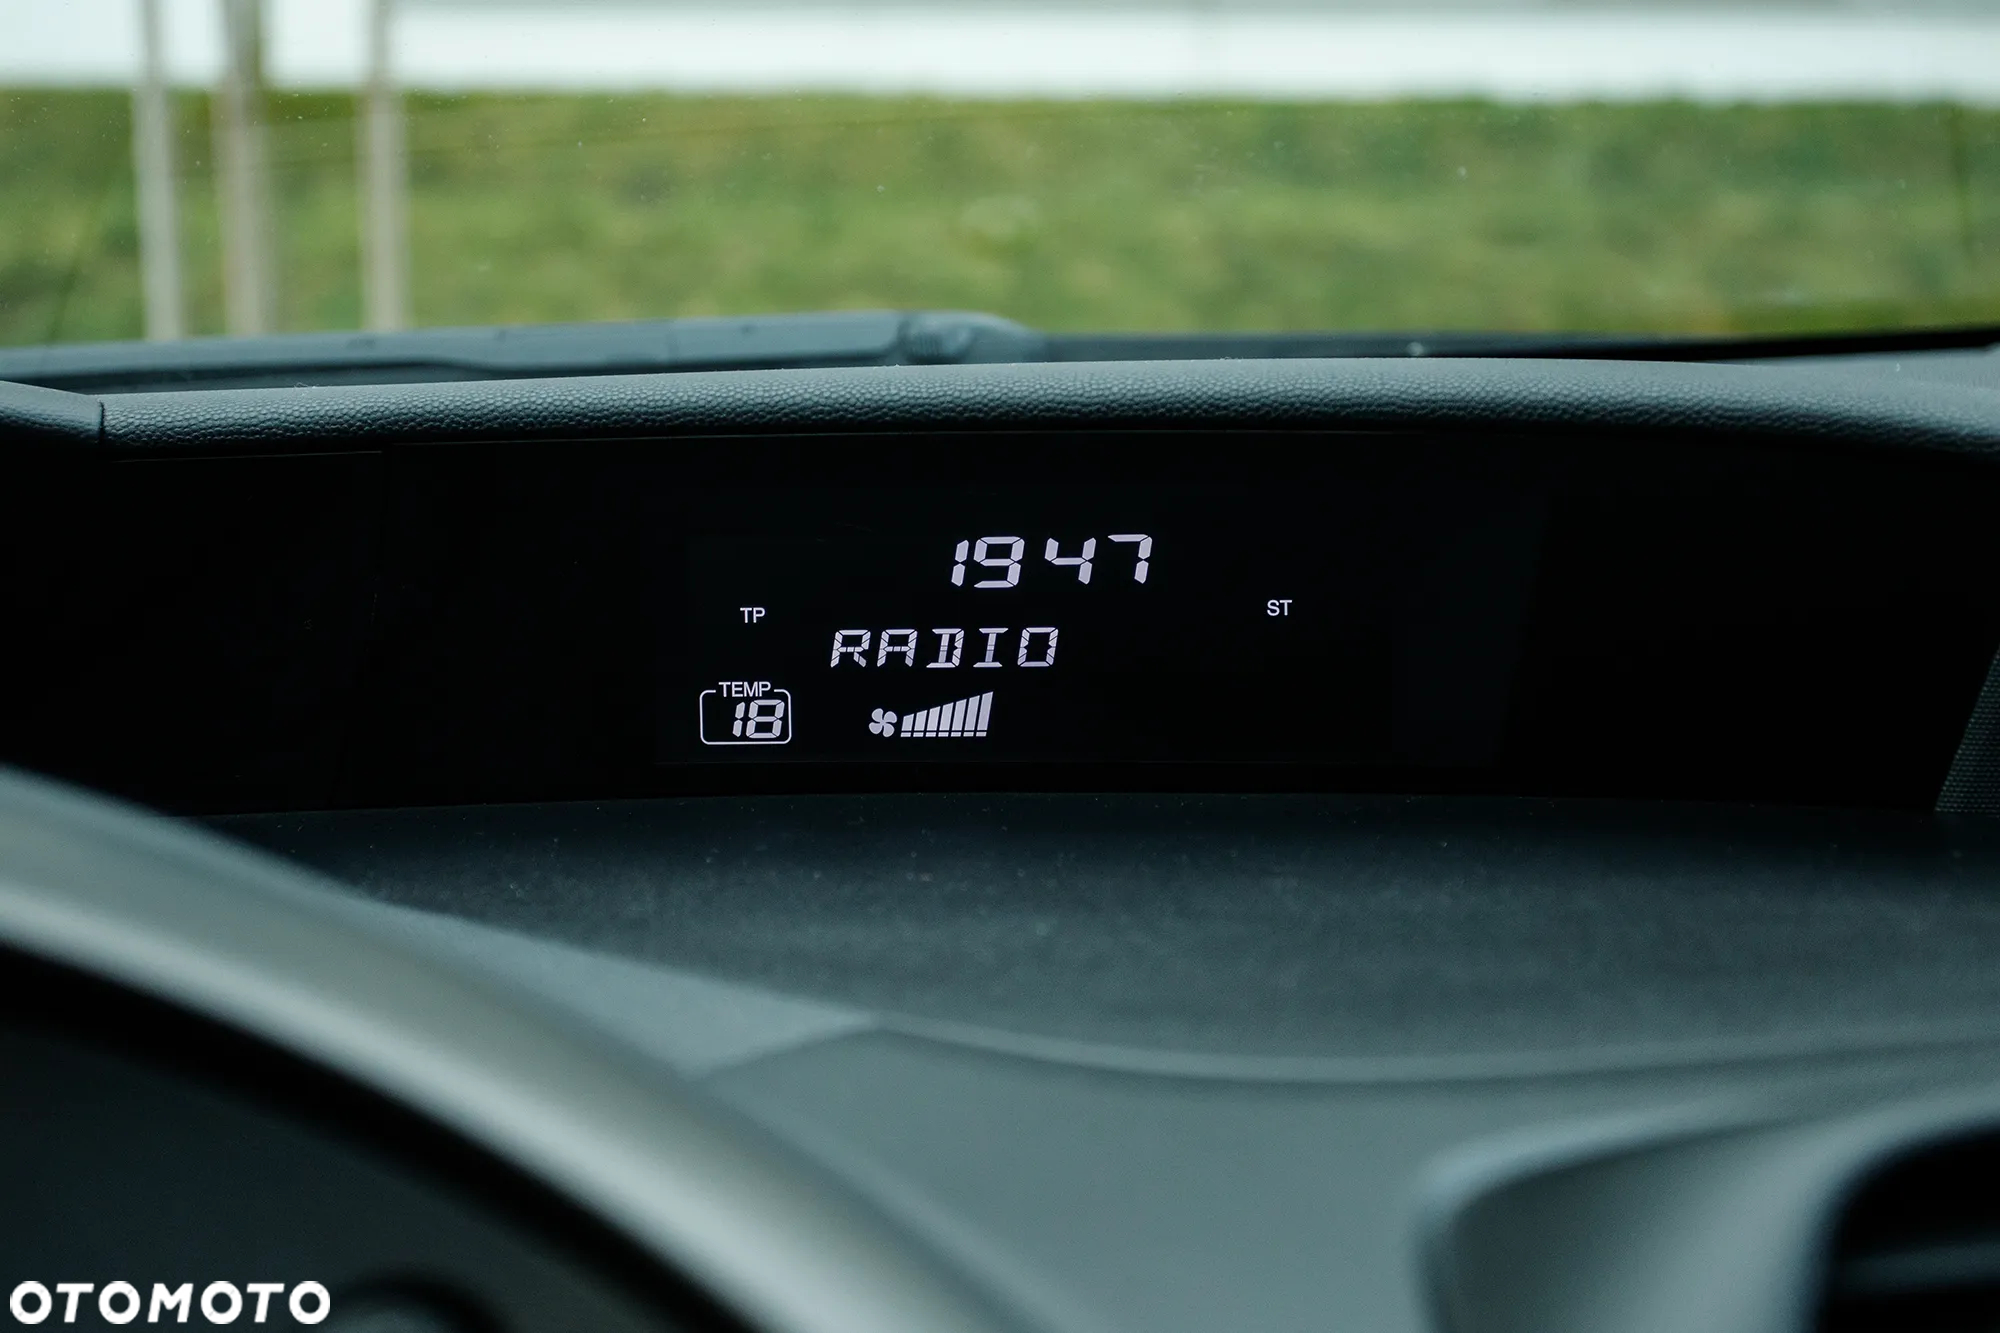 1947
TP
ST
RADIO
TEMP
18
OTOMOTO